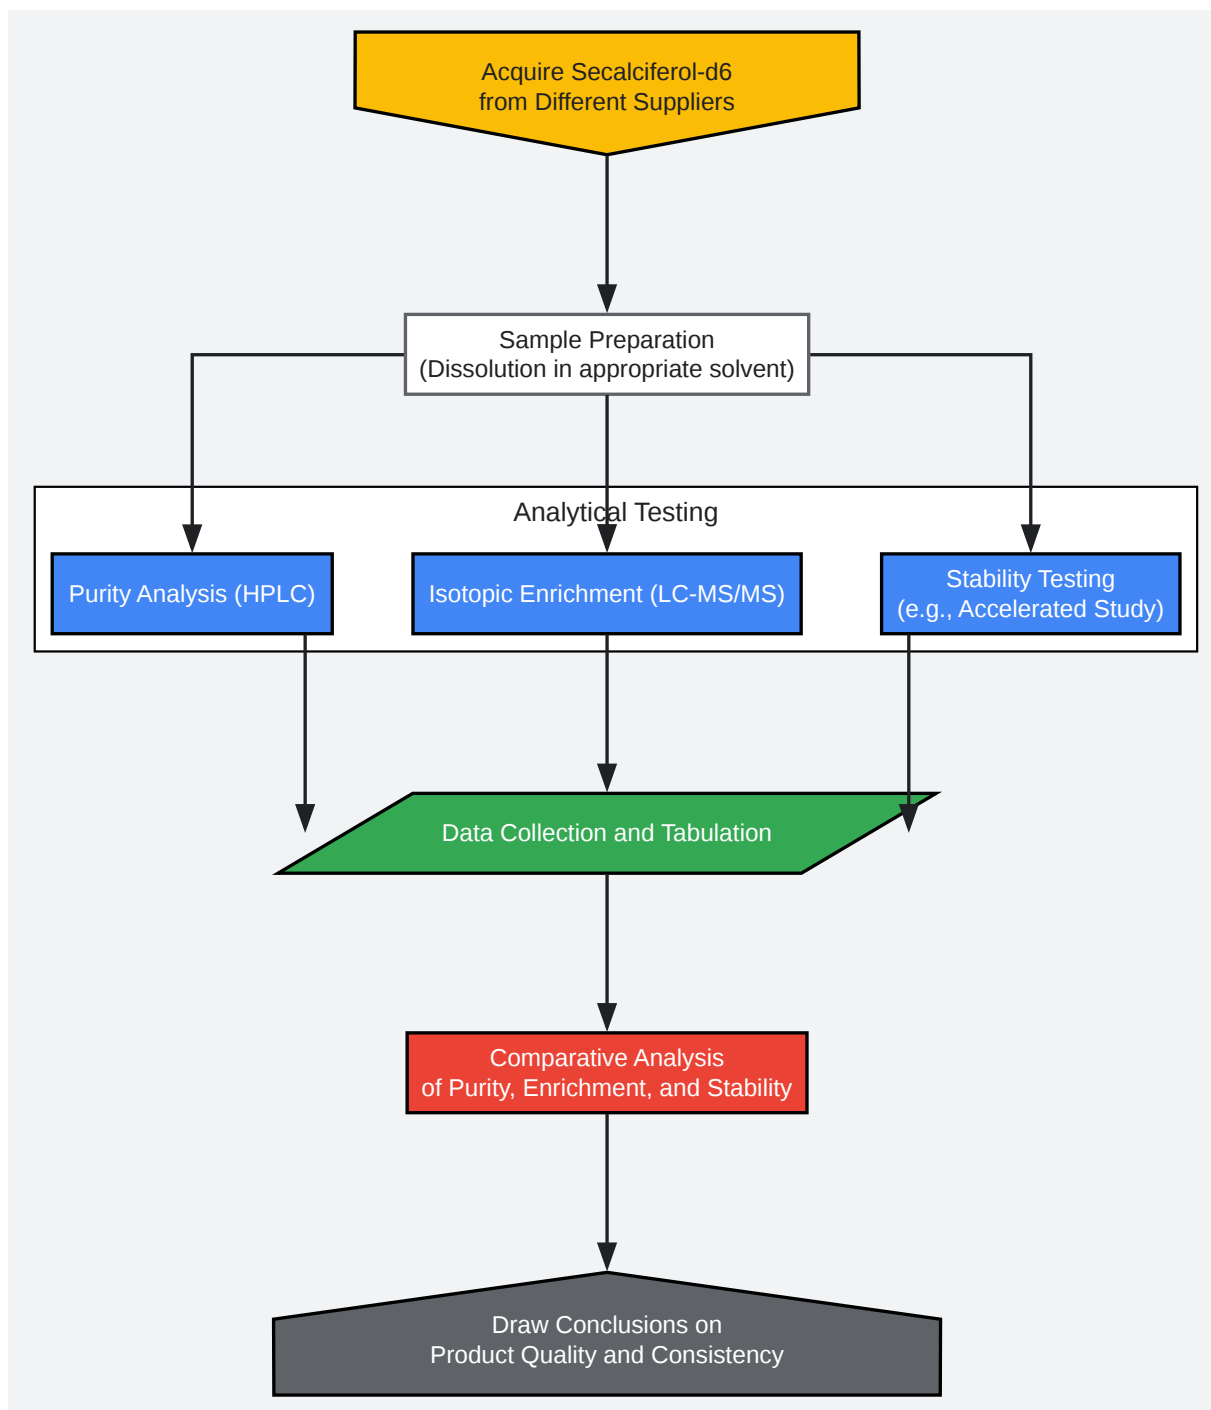 Acquire Secalciferol-d6
from Different Suppliers
Sample Preparation
(Dissolution in appropriate solvent)
Analytical Testing
Purity Analysis (HPLC)
Isotopic Enrichment (LC-MS/MS)
Stability Testing
(e.g., Accelerated Study)
Data Collection and Tabulation
Comparative Analysis
of Purity, Enrichment, and Stability
Draw Conclusions on
Product Quality and Consistency